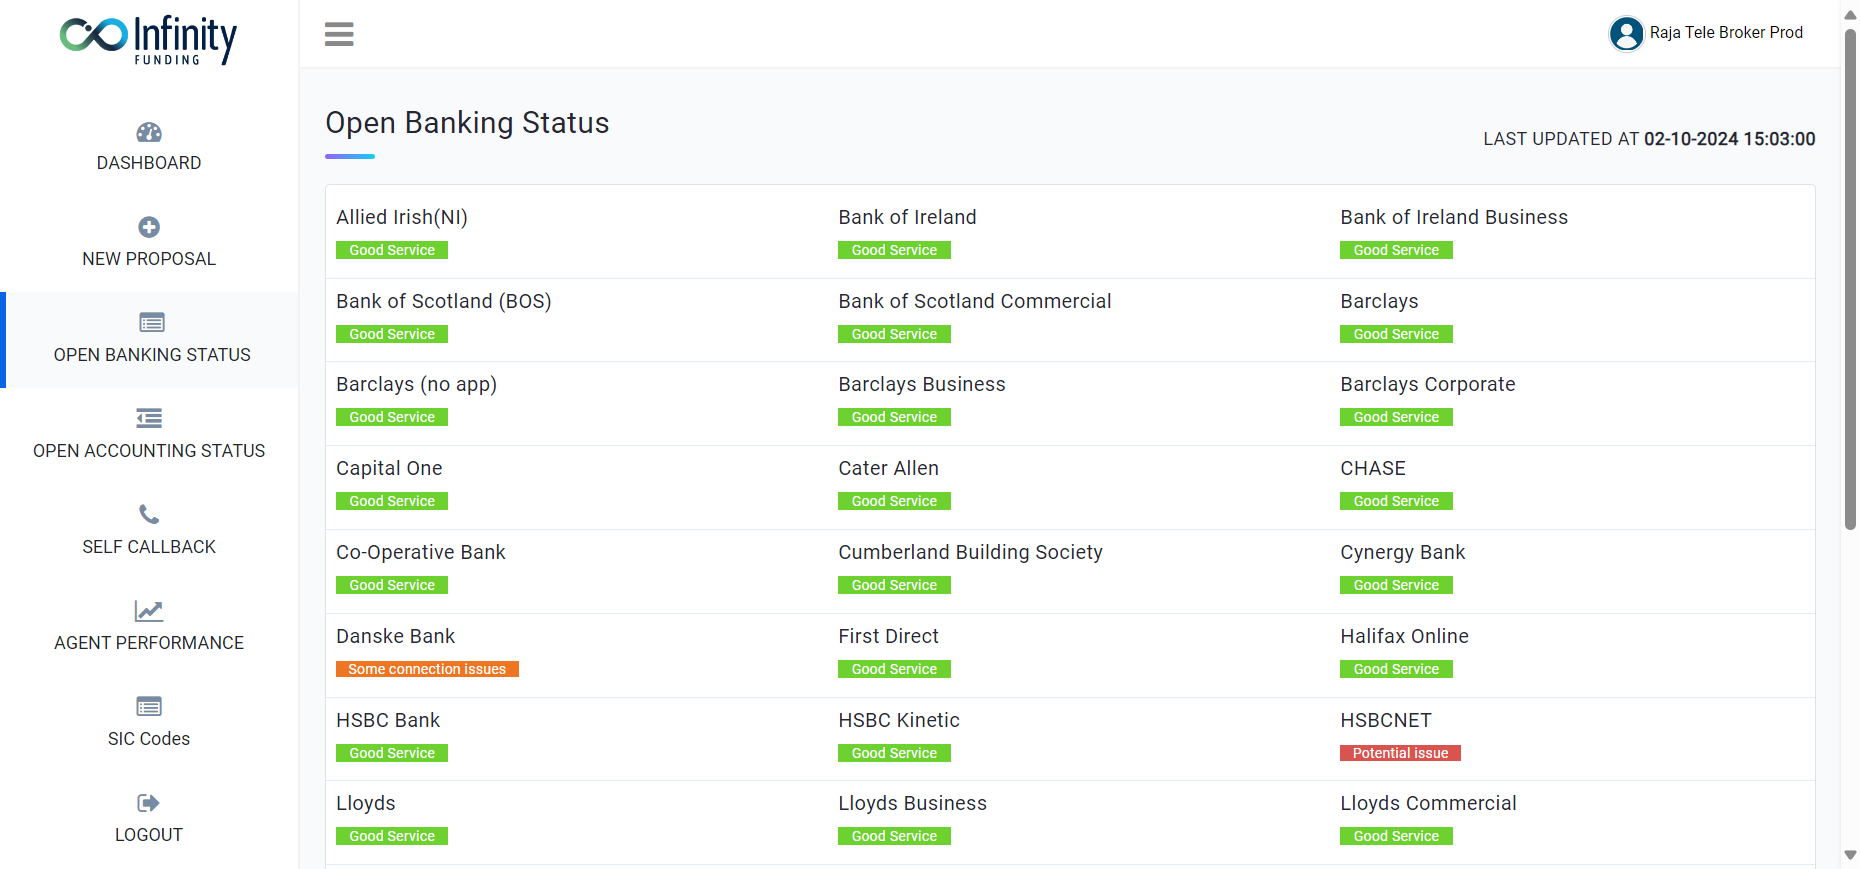 Infinity
FUNDING
Raja Tele Broker Prod
DASHBOARD
NEW PROPOSAL
OPEN BANKING STATUS
OPEN ACCOUNTING STATUS
SELF CALLBACK
AGENT PERFORMANCE
SIC Codes
LOGOUT
Open Banking Status
LAST UPDATED AT 02-10-2024 15:03:00
Allied Irish(NI)
Good Service
Bank of Ireland
Good Service
Bank of Ireland Business
Good Service
Bank of Scotland (BOS)
Good Service
Bank of Scotland Commercial
Good Service
Barclays
Good Service
Barclays (no app)
Good Service
Barclays Business
Good Service
Barclays Corporate
Good Service
Capital One
Good Service
Cater Allen
Good Service
CHASE
Good Service
Co-Operative Bank
Good Service
Cumberland Building Society
Good Service
Cynergy Bank
Good Service
Danske Bank
Some connection issues
First Direct
Good Service
Halifax Online
Good Service
HSBC Bank
Good Service
HSBC Kinetic
Good Service
HSBCNET
Potential issue
Lloyds
Good Service
Lloyds Business
Good Service
Lloyds Commercial
Good Service